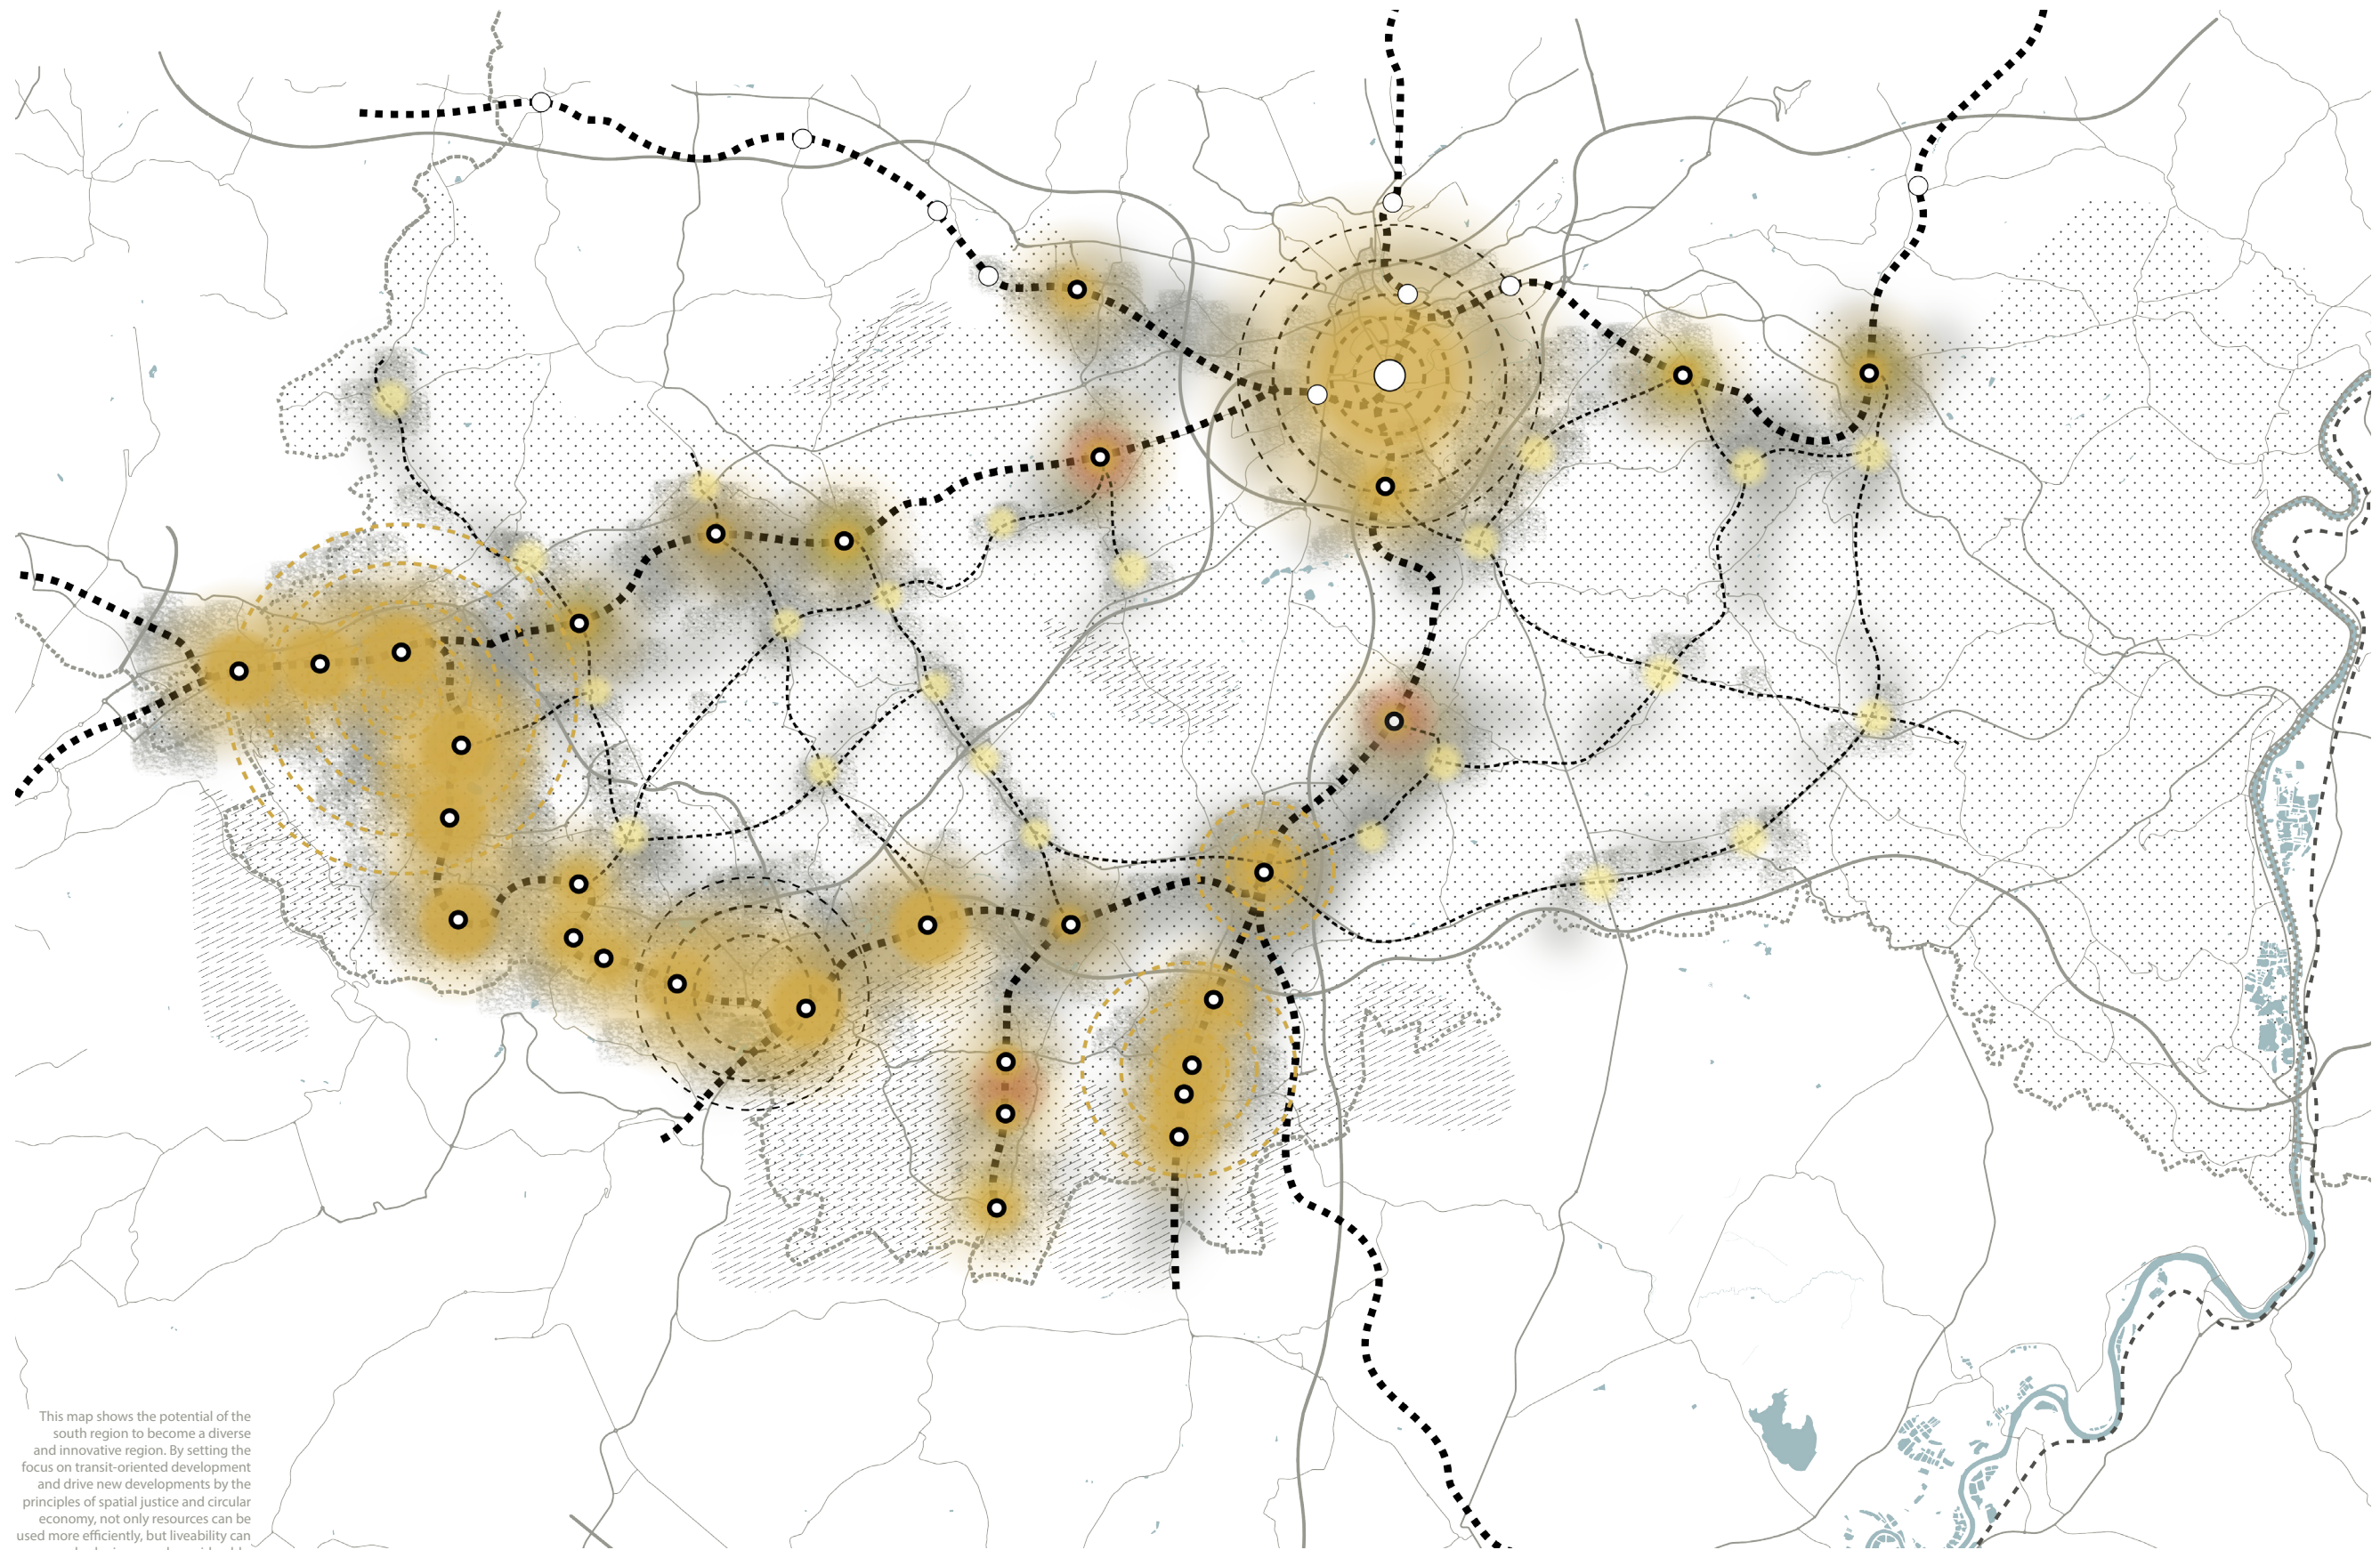 This map shows the potential of the
south region to become a diverse
and innovative region. By setting the
focus on transit-oriented development
and drive new developments by the
principles of spatial justice and circular
economy, not only resources can be
used more efficiently, but liveability can